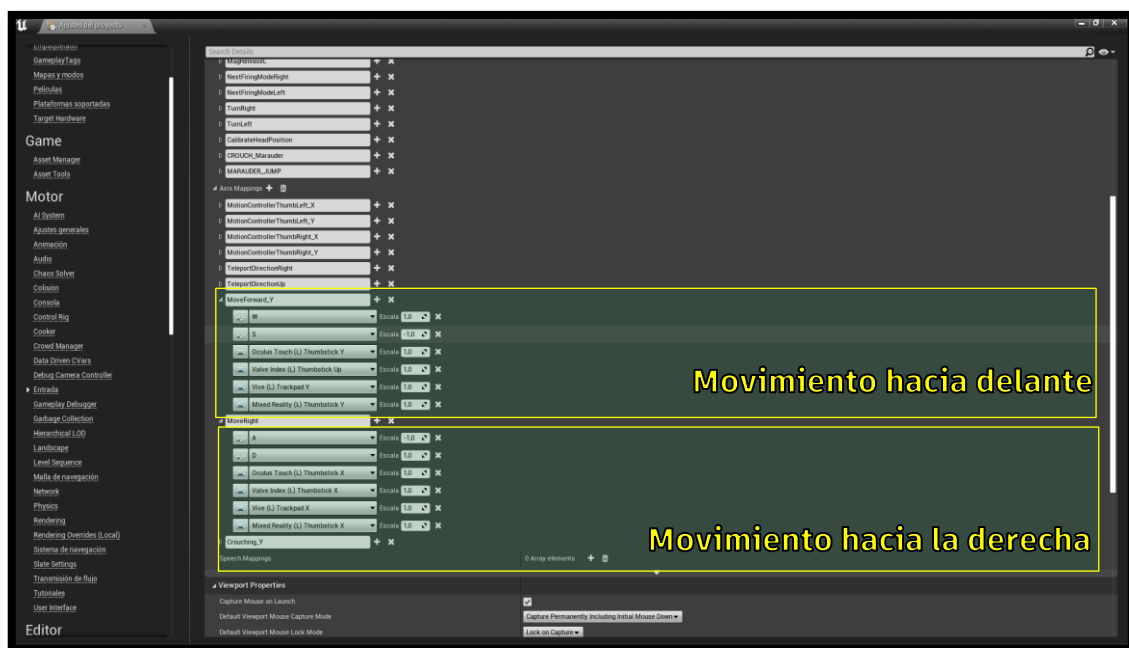 Ajustes del proyecto
GameplayTags
Mapas y modos
Películas
Plataformas soportadas
Target Hardware
Game
Asset Manager
Asset Tools
Motor
AI System
Ajustes generales
Animación
Audio
Chaos Solver
Colisión
Consola
Control Rig
Cooker
Crowd Manager
Data Driven CVars
Debug Camera Controller
Entrada
Gameplay Debugger
Garbage Collection
Hierarchical LOD
Landscape
Level Sequence
Malla de navegación
Network
Physics
Rendering
Rendering Overrides (Local)
Sistema de navegación
Slate Settings
Transmisión de flujo
Tutoriales
User Interface
Editor
Search Details
MagReleaseL
NextFiringModeRight
NextFiringModeLeft
TurnRight
TurnLeft
CalibrateHeadPosition
CROUCH_Marauder
MARAUDER_JUMP
Axis Mappings
MotionControllerThumbLeft_X
MotionControllerThumbLeft_Y
MotionControllerThumbRight_X
MotionControllerThumbRight_Y
TeleportDirectionRight
TeleportDirectionUp
MoveForward_Y
W Escala 1,0
S Escala -1,0
Oculus Touch (L) Thumbstick Y Escala 1,0
Valve Index (L) Thumbstick Up Escala 1,0
Vive (L) Trackpad Y Escala 1,0
Mixed Reality (L) Thumbstick Y Escala 1,0
Movimiento hacia delante
MoveRight
A Escala -1,0
D Escala 1,0
Oculus Touch (L) Thumbstick X Escala 1,0
Valve Index (L) Thumbstick X Escala 1,0
Vive (L) Trackpad X Escala 1,0
Mixed Reality (L) Thumbstick X Escala 1,0
Movimiento hacia la derecha
Crouching_Y
Speech Mappings 0 Array elements
Viewport Properties
Capture Mouse on Launch
Default Viewport Mouse Capture Mode Capture Permanently Including Initial Mouse Down
Default Viewport Mouse Lock Mode Lock on Capture